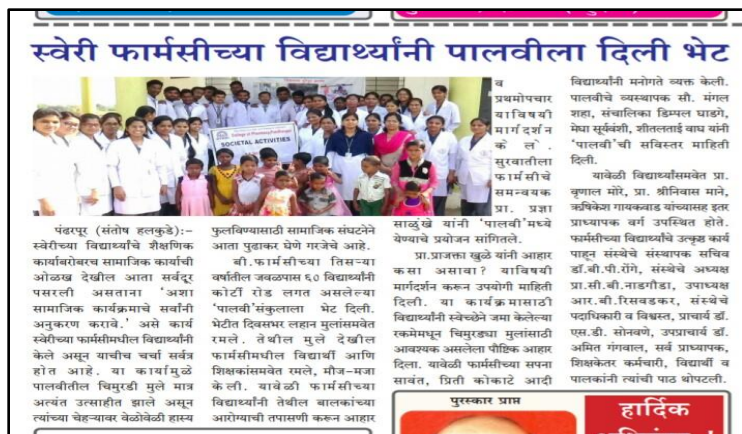 स्वेरी फार्मसीच्या विद्यार्थ्यांनी पालवीला दिली भेट
College of Pharmacy, Pandharpur
SOCIETAL ACTIVITIES
पंढरपूर (संतोष हलकुडे):-
स्वेरीच्या विद्यार्थ्यांचे शैक्षणिक
कार्याबरोबरच सामाजिक कार्याची
ओळख देखील आता सर्वदूर
पसरली असताना 'अशा
सामाजिक कार्यक्रमाचे सर्वांनी
अनुकरण करावे.' असे कार्य
स्वेरीच्या फार्मसीमधील विद्यार्थ्यांनी
केले असून याचीच चर्चा सर्वत्र
होत आहे. या कार्यामुळे
पालवीतील चिमुरडी मुले मात्र
अत्यंत उत्साहीत झाले असून
त्यांच्या चेहऱ्यावर वेळोवेळी हास्य
फुलविण्यासाठी सामाजिक संघटनेने
आता पुढाकर घेणे गरजेचे आहे.
बी.फार्मसीच्या तिसऱ्या
वर्षातील जवळपास ६० विद्यार्थ्यांनी
कोर्टी रोड लगत असलेल्या
'पालवी'संकुलाला भेट दिली.
भेटीत दिवसभर लहान मुलांसमवेत
रमले. तेथील मुले देखील
फार्मसीमधील विद्यार्थी आणि
शिक्षकांसमवेत रमले, मौज-मजा
केली. यावेळी फार्मसीच्या
विद्यार्थ्यांनी तेथील बालकांच्या
आरोग्याची तपासणी करून आहार
व
प्रथमोपचार
याविषयी
मार्गदर्शन
केले.
सुरवातीला
फार्मसीचे
समन्वयक
प्रा. प्रज्ञा
साळुंखे यांनी 'पालवी'मध्ये
येण्याचे प्रयोजन सांगितले.
प्रा.प्राजक्ता खुळे यांनी आहार
कसा असावा? याविषयी
मार्गदर्शन करून उपयोगी माहिती
दिली. या कार्यक्रमासाठी
विद्यार्थ्यांनी स्वेच्छेने जमा केलेल्या
रकमेमधून चिमुरड्या मुलांसाठी
आवश्यक असलेला पौष्टिक आहार
दिला. यावेळी फार्मसीच्या सपना
सावंत, प्रिती कोकाटे आदी
विद्यार्थ्यांनी मनोगते व्यक्त केली.
पालवीचे व्यस्थापक सौ. मंगल
शहा, संचालिका डिम्पल घाडगे,
मेघा सूर्यवंशी, शीतलताई वाघ यांनी
'पालवी'ची सविस्तर माहिती
दिली.
यावेळी विद्यार्थ्यांसमवेत प्रा.
वृणाल मोरे, प्रा. श्रीनिवास माने,
ऋषिकेश गायकवाड यांच्यासह इतर
प्राध्यापक वर्ग उपस्थित होते.
फार्मसीच्या विद्यार्थ्यांचे उत्कृष्ट कार्य
पाहून संस्थेचे संस्थापक सचिव
डॉ.बी.पी.रोंगे, संस्थेचे अध्यक्ष
प्रा.सी.बी.नाडगौडा, उपाध्यक्ष
आर.बी.रिसवडकर, संस्थेचे
पदाधिकारी व विश्वस्त, प्राचार्य डॉ.
एस.डी. सोनवणे, उपप्राचार्य डॉ.
अमित गंगवाल, सर्व प्राध्यापक,
शिक्षकेतर कर्मचारी, विद्यार्थी व
पालकांनी त्यांची पाठ थोपटली.
पुरस्कार प्राप्त
हार्दिक